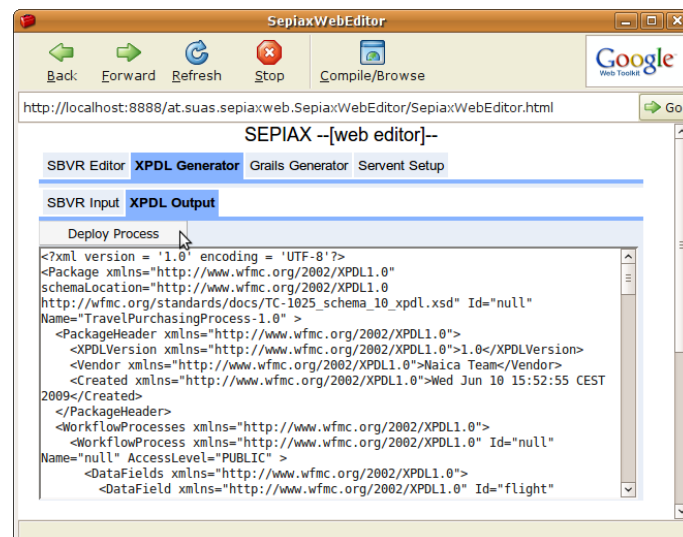 SepiaxWebEditor
Back Forward Refresh Stop Compile/Browse
Google
Web Toolkit
http://localhost:8888/at.suas.sepiaxweb.SepiaxWebEditor/SepiaxWebEditor.html Go
SEPIAX --[web editor]--
SBVR Editor XPDL Generator Grails Generator Servent Setup
SBVR Input XPDL Output
Deploy Process
<?xml version = '1.0' encoding = 'UTF-8'?>
<Package xmlns="http://www.wfmc.org/2002/XPDL1.0"
schemaLocation="http://www.wfmc.org/2002/XPDL1.0
http://wfmc.org/standards/docs/TC-1025_schema_10_xpdl.xsd" Id="null"
Name="TravelPurchasingProcess-1.0" >
<PackageHeader xmlns="http://www.wfmc.org/2002/XPDL1.0">
<XPDLVersion xmlns="http://www.wfmc.org/2002/XPDL1.0">1.0</XPDLVersion>
<Vendor xmlns="http://www.wfmc.org/2002/XPDL1.0">Naica Team</Vendor>
<Created xmlns="http://www.wfmc.org/2002/XPDL1.0">Wed Jun 10 15:52:55 CEST
2009</Created>
</PackageHeader>
<WorkflowProcesses xmlns="http://www.wfmc.org/2002/XPDL1.0">
<WorkflowProcess xmlns="http://www.wfmc.org/2002/XPDL1.0" Id="null"
Name="null" AccessLevel="PUBLIC" >
<DataFields xmlns="http://www.wfmc.org/2002/XPDL1.0">
<DataField xmlns="http://www.wfmc.org/2002/XPDL1.0" Id="flight"